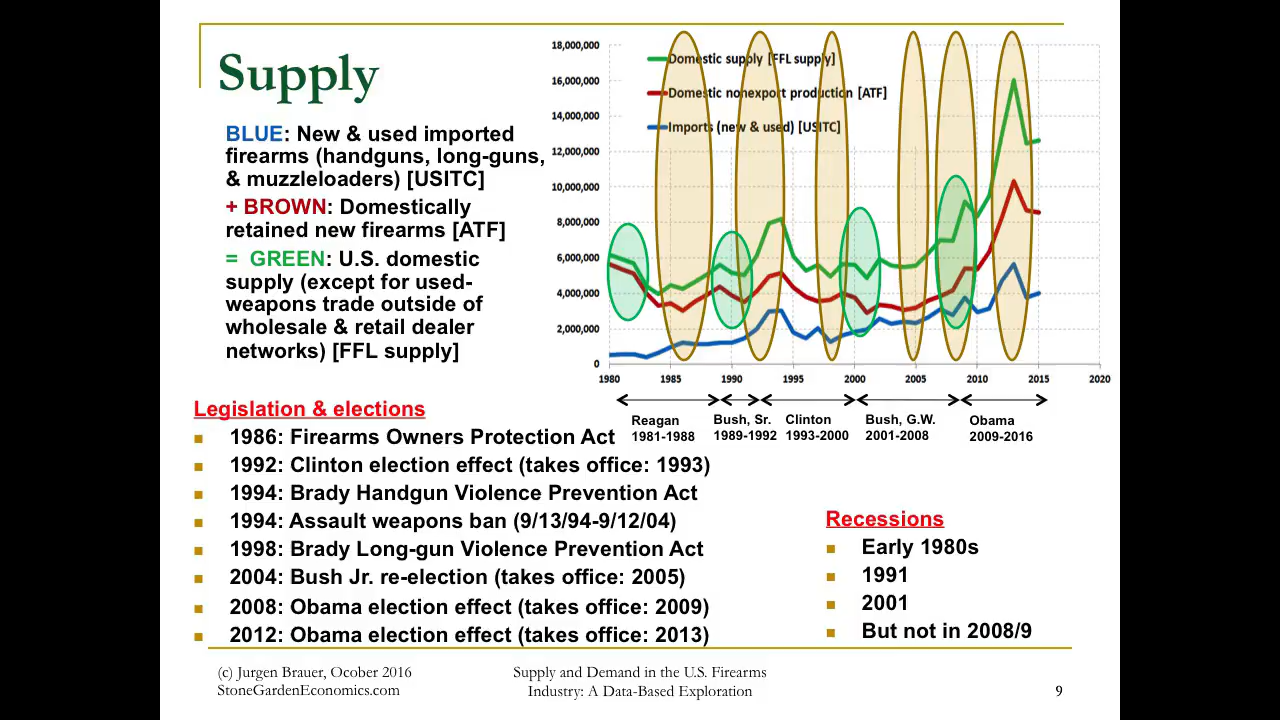 Supply
BLUE: New & used imported
firearms (handguns, long-guns,
& muzzleloaders) [USITC]
+ BROWN: Domestically
retained new firearms [ATF]
= GREEN: U.S. domestic
supply (except for used-
weapons trade outside of
wholesale & retail dealer
networks) [FFL supply]
18,000,000
16,000,000
14,000,000
12,000,000
10,000,000
8,000,000
6,000,000
4,000,000
2,000,000
0
Domestic supply [FFL supply]
Domestic nonexport production [ATF]
Imports (new & used) [USITC]
1980 1985 1990 1995 2000 2005 2010 2015 2020
Reagan Bush, Sr. Clinton Bush, G.W. Obama
1981-1988 1989-1992 1993-2000 2001-2008 2009-2016
Legislation & elections
1986: Firearms Owners Protection Act
1992: Clinton election effect (takes office: 1993)
1994: Brady Handgun Violence Prevention Act
1994: Assault weapons ban (9/13/94-9/12/04)
1998: Brady Long-gun Violence Prevention Act
2004: Bush Jr. re-election (takes office: 2005)
2008: Obama election effect (takes office: 2009)
2012: Obama election effect (takes office: 2013)
Recessions
Early 1980s
1991
2001
But not in 2008/9
(c) Jurgen Brauer, Ocober 2016
StoneGardenEconomics.com
Supply and Demand in the U.S. Firearms
Industry: A Data-Based Exploration
9